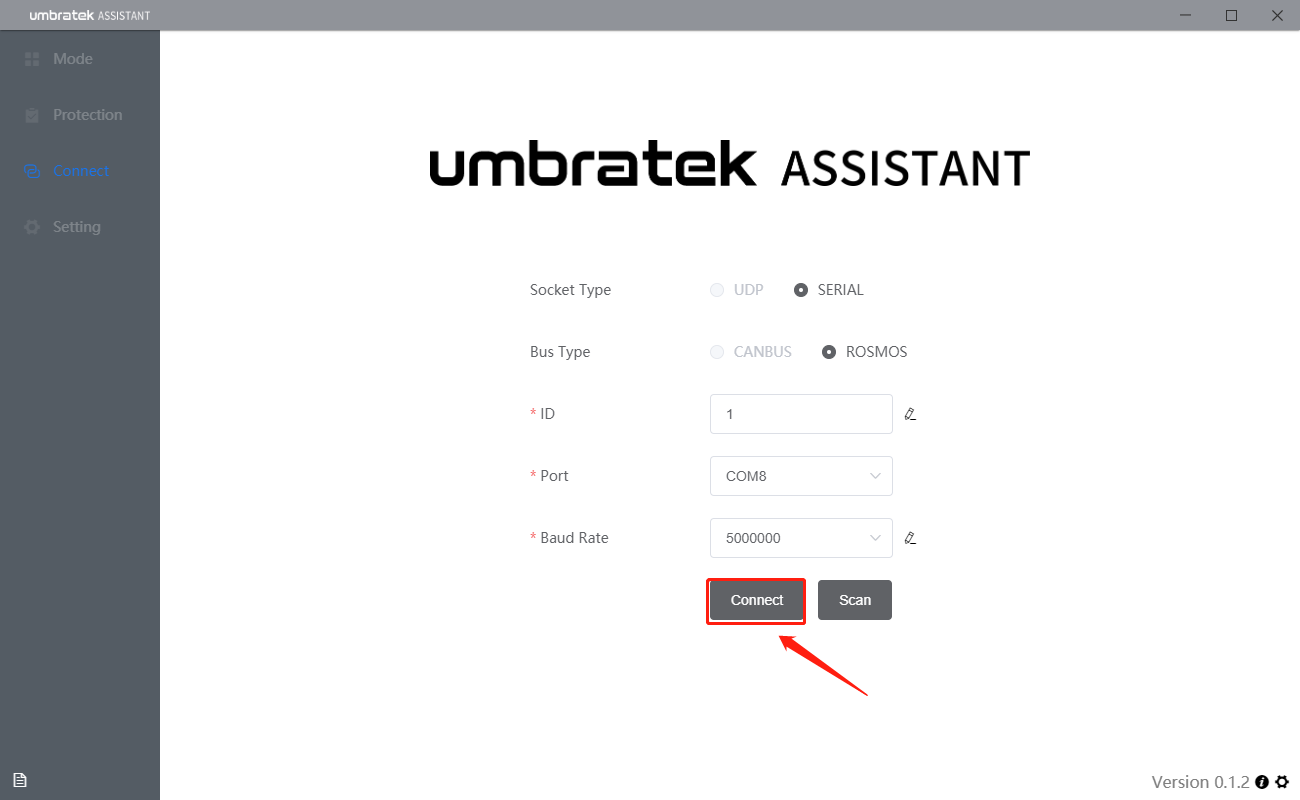 umbratek ASSISTANT
Mode
Protection
Connect
Setting
umbratek ASSISTANT
Socket Type UDP SERIAL
Bus Type CANBUS ROSMOS
* ID 1
* Port COM8
* Baud Rate 5000000
Connect Scan
Version 0.1.2